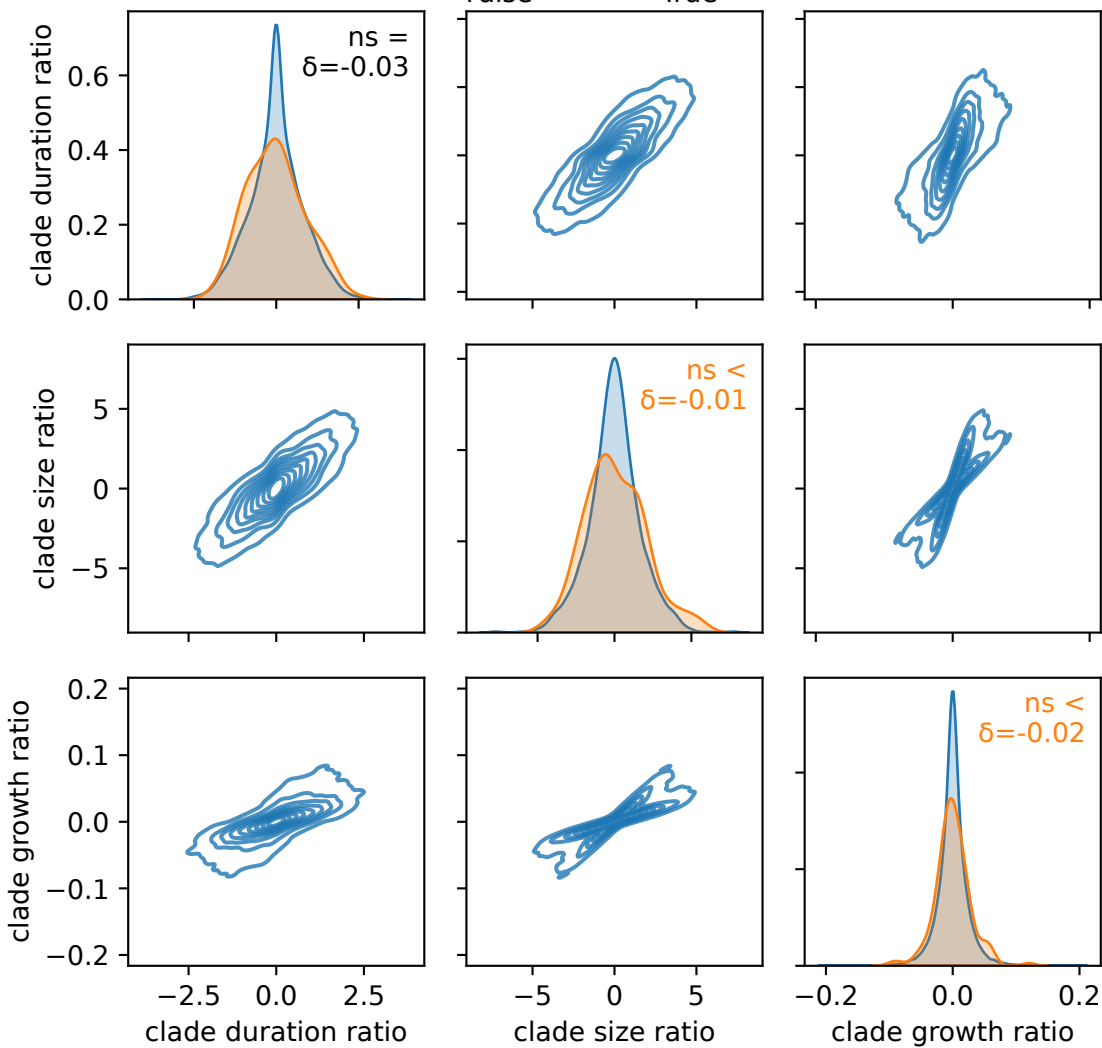 ns =
δ=-0.03
clade duration ratio
0.6
0.4
0.2
0.0
ns <
δ=-0.01
clade size ratio
5
0
−5
ns <
δ=-0.02
clade growth ratio
0.2
0.1
0.0
−0.1
−0.2
−2.5 0.0 2.5
−5 0 5
−0.2 0.0 0.2
clade duration ratio
clade size ratio
clade growth ratio